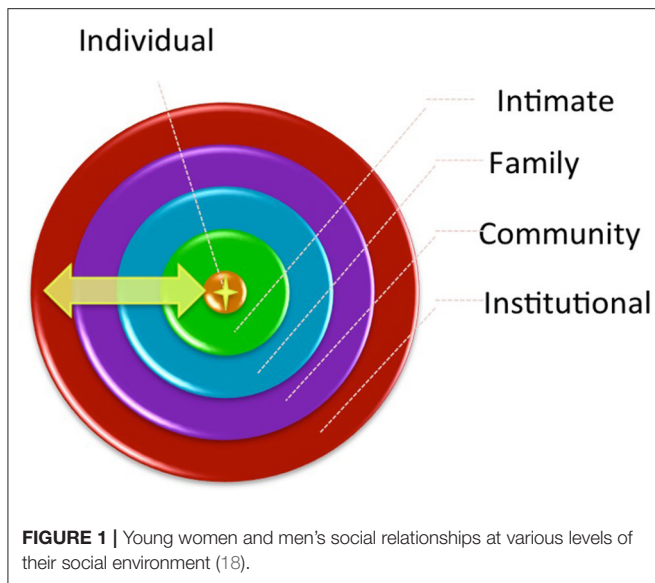 Individual
Intimate
Family
Community
Institutional
FIGURE 1 | Young women and men's social relationships at various levels of
their social environment (18).